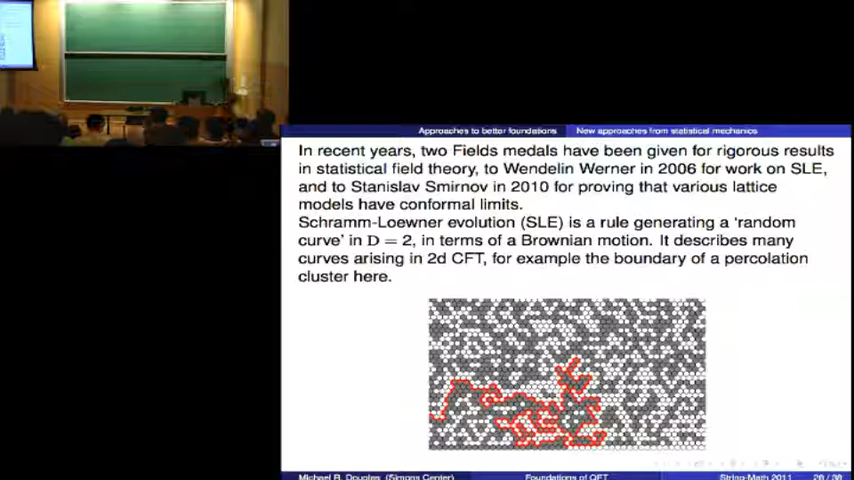 Approaches to better foundations New approaches from statistical mechanics
In recent years, two Fields medals have been given for rigorous results
in statistical field theory, to Wendelin Werner in 2006 for work on SLE,
and to Stanislav Smirnov in 2010 for proving that various lattice
models have conformal limits.
Schramm-Loewner evolution (SLE) is a rule generating a 'random
curve' in D = 2, in terms of a Brownian motion. It describes many
curves arising in 2d CFT, for example the boundary of a percolation
cluster here.
Michael R. Douglas (Simons Center) Foundations of QFT String-Math 2011 26 / 36